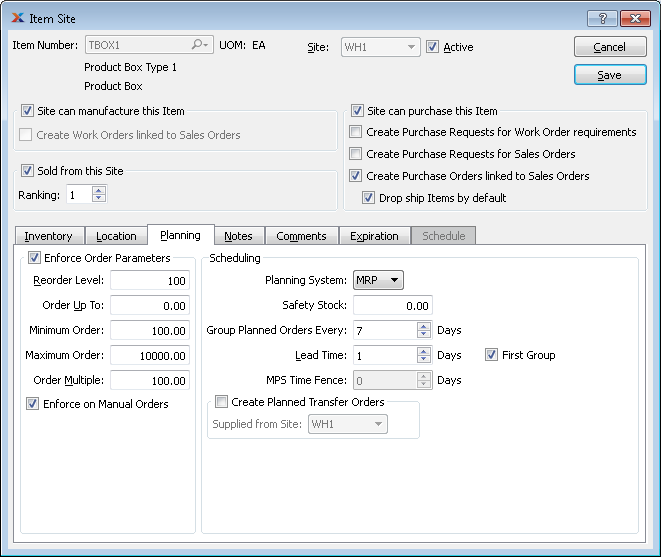 Item Site
Item Number: TBOX1 UOM: EA Site: WH1 Active Cancel
Product Box Type 1
Product Box
Save
Site can manufacture this Item
Create Work Orders linked to Sales Orders
Sold from this Site
Ranking: 1
Site can purchase this Item
Create Purchase Requests for Work Order requirements
Create Purchase Requests for Sales Orders
Create Purchase Orders linked to Sales Orders
Drop ship Items by default
Inventory Location Planning Notes Comments Expiration Schedule
Enforce Order Parameters
Reorder Level: 100
Order Up To: 0.00
Minimum Order: 100.00
Maximum Order: 10000.00
Order Multiple: 100.00
Enforce on Manual Orders
Scheduling
Planning System: MRP
Safety Stock: 0.00
Group Planned Orders Every: 7 Days
Lead Time: 1 Days First Group
MPS Time Fence: 0 Days
Create Planned Transfer Orders
Supplied from Site: WH1